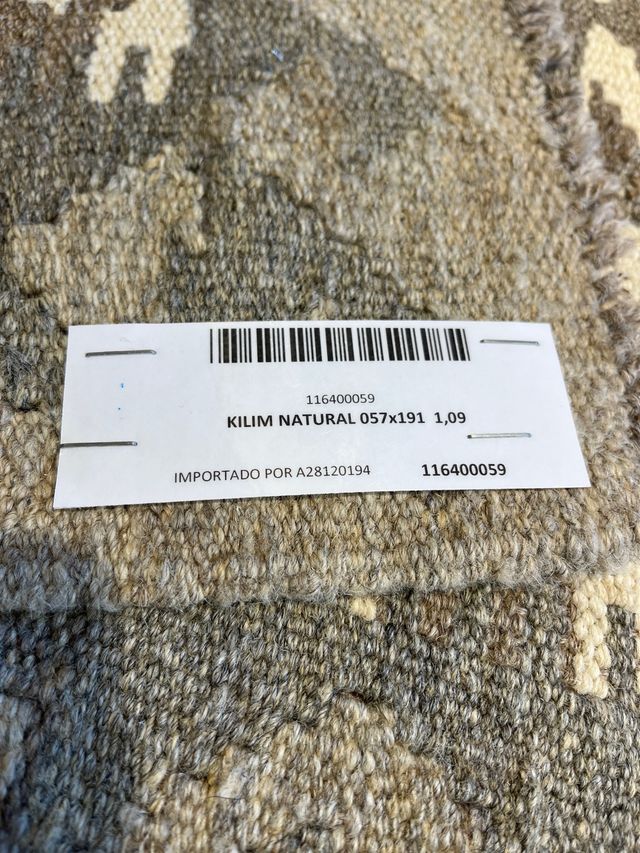 116400059
KILIM NATURAL 057x191 1,09
IMPORTADO POR A28120194 116400059